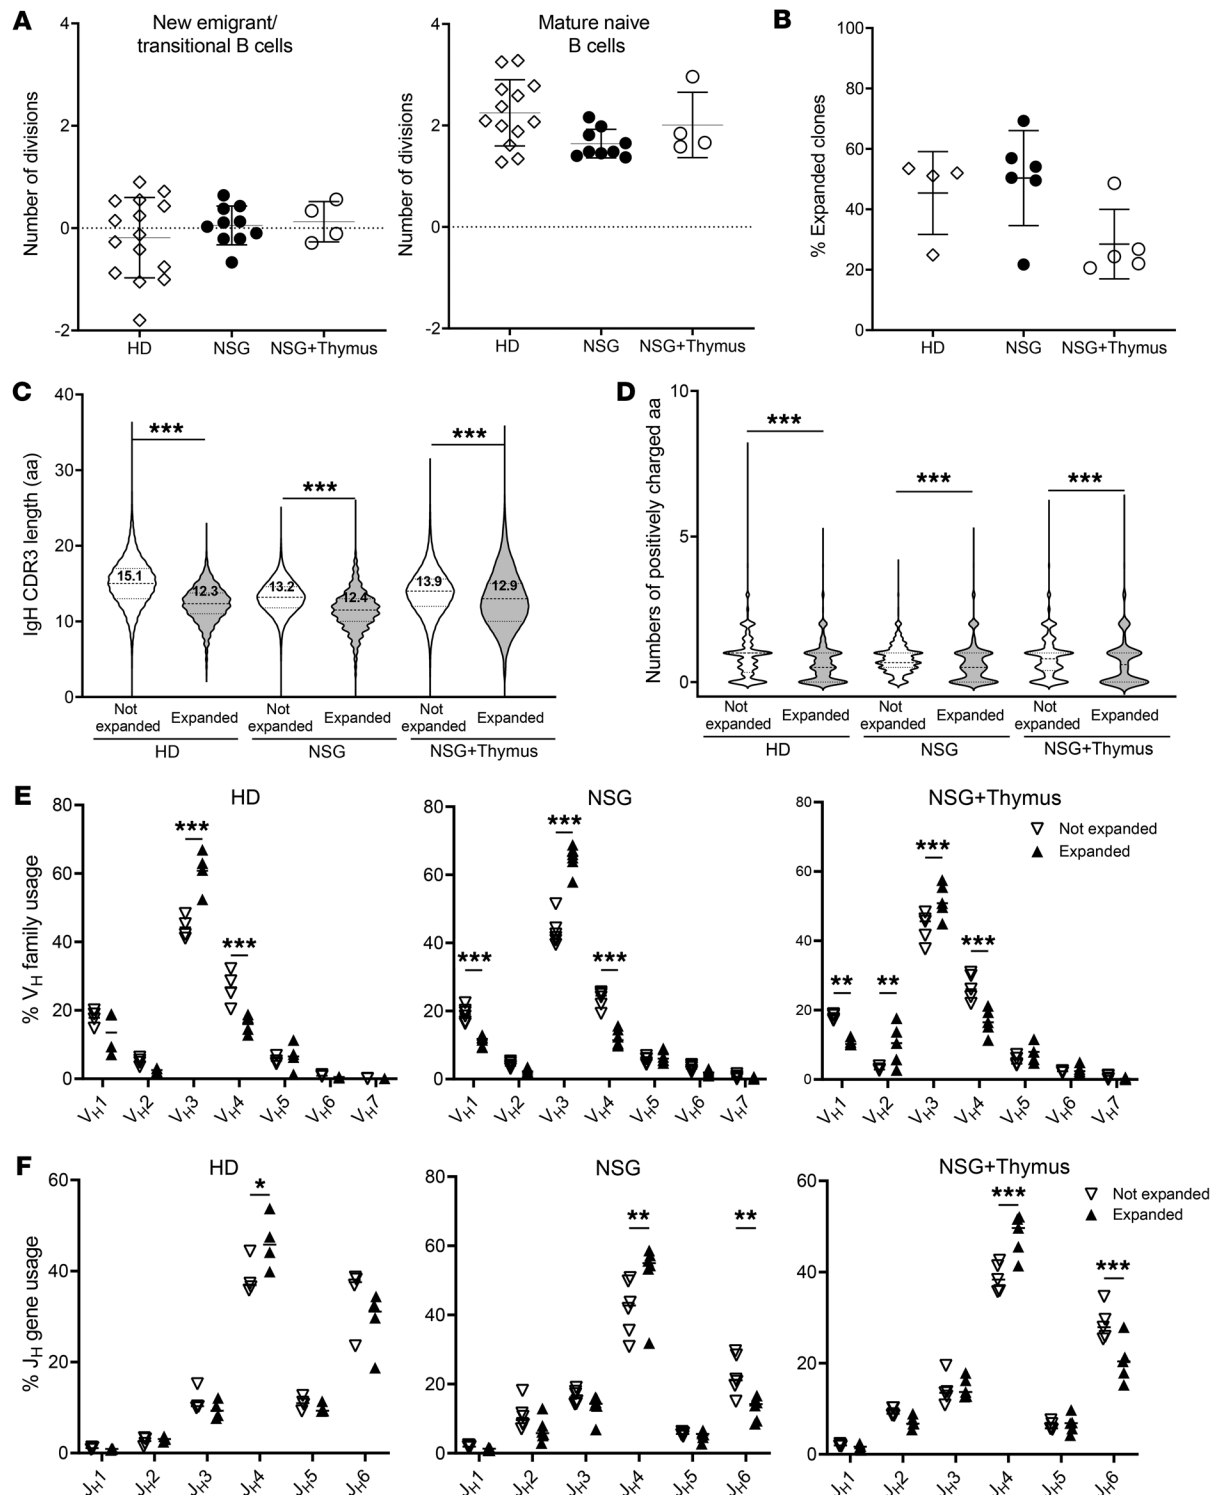 A
New emigrant/
transitional B cells
Number of divisions
4
2
0
-2
HD
NSG
NSG+Thymus
Mature naive
B cells
Number of divisions
4
2
0
-2
HD
NSG
NSG+Thymus
B
% Expanded clones
100
80
60
40
20
0
HD
NSG
NSG+Thymus
C
IgH CDR3 length (aa)
40
30
20
10
0
***
***
***
15.1
12.3
13.2
12.4
13.9
12.9
Not
expanded
Expanded
Not
expanded
Expanded
Not
expanded
Expanded
HD
NSG
NSG+Thymus
D
Numbers of positively charged aa
10
5
0
***
***
***
Not
expanded
Expanded
Not
expanded
Expanded
Not
expanded
Expanded
HD
NSG
NSG+Thymus
E
% VH family usage
HD
80
60
40
20
0
***
***
VH1
VH2
VH3
VH4
VH5
VH6
VH7
NSG
80
60
40
20
0
***
***
***
VH1
VH2
VH3
VH4
VH5
VH6
VH7
NSG+Thymus
Not expanded
Expanded
80
60
40
20
0
**
**
***
***
VH1
VH2
VH3
VH4
VH5
VH6
VH7
F
% JH gene usage
HD
60
40
20
0
*
JH1
JH2
JH3
JH4
JH5
JH6
NSG
80
60
40
20
0
**
**
JH1
JH2
JH3
JH4
JH5
JH6
NSG+Thymus
Not expanded
Expanded
60
40
20
0
***
***
JH1
JH2
JH3
JH4
JH5
JH6